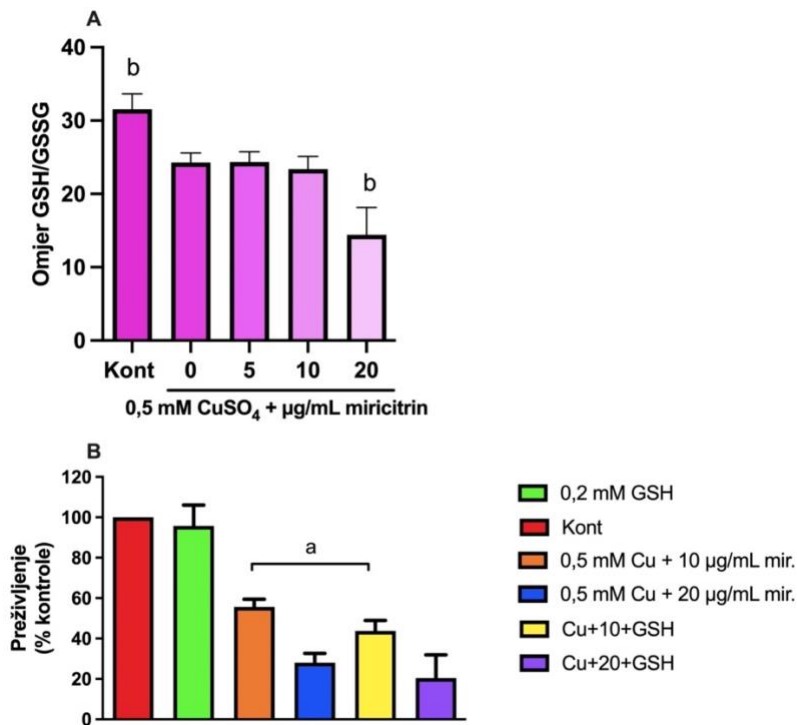 A
40
30
20
10
0
Omjer GSH/GSSG
b
b
Kont 0 5 10 20
0,5 mM CuSO₄ + µg/mL miricitrin
B
120
100
80
60
40
20
0
Preživljenje
(% kontrole)
a
0,2 mM GSH
Kont
0,5 mM Cu + 10 µg/mL mir.
0,5 mM Cu + 20 µg/mL mir.
Cu+10+GSH
Cu+20+GSH